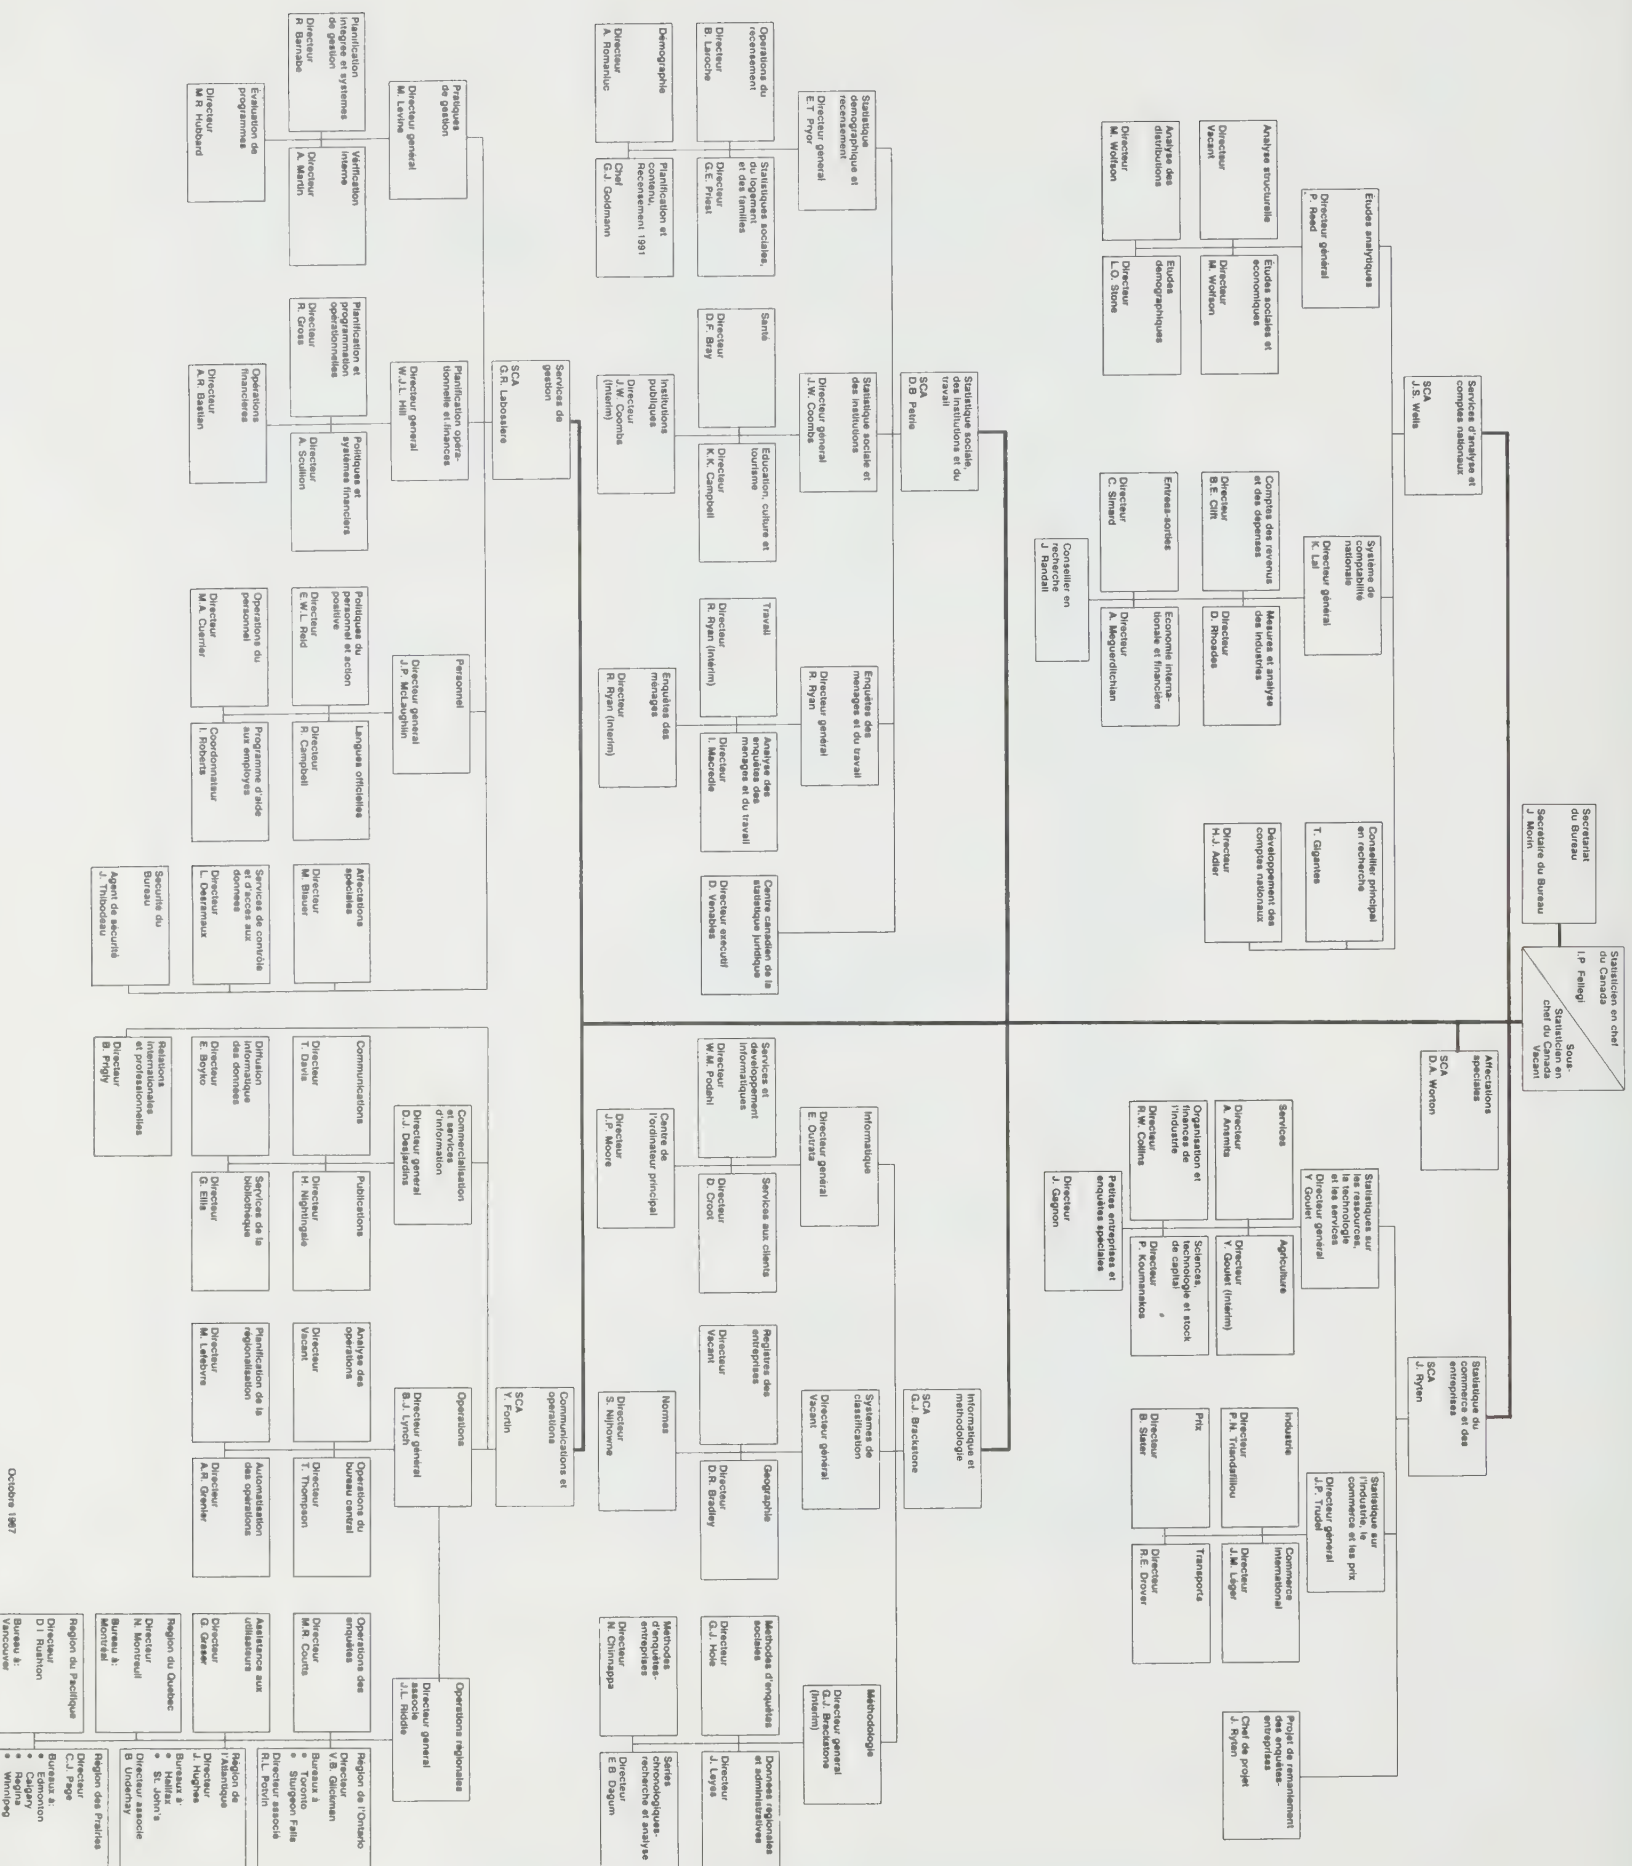 Statisticien en chef
du Canada
I.P. Fellegi
Sous-
Statisticien en
chef du Canada
Vacant
Secrétariat
du Bureau
Secrétaire du Bureau
J. Morin
Affectations
spéciales
SCA
D.A. Worton
Services d'analyse et
comptes nationaux
SCA
J.S. Wells
Études analytiques
Directeur général
P. Reed
Analyse structurelle
Directeur
Vacant
Études sociales et
économiques
Directeur
M. Wolfson
Analyse des
distributions
Directeur
M. Wolfson
Études
démographiques
Directeur
L.O. Stone
Système de
comptabilité
nationale
Directeur général
K. Lal
Comptes des revenus
et des dépenses
Directeur
B.E. Clift
Mesures et analyse
des industries
Directeur
D. Rhoades
Entrées-sorties
Directeur
C. Simard
Économie interna-
tionale et financière
Directeur
A. Meguerditchian
Conseiller en
recherche
J. Randall
Conseiller principal
en recherche
T. Gigantes
Développement des
comptes nationaux
Directeur
H.J. Adler
Statistique du
commerce et des
entreprises
SCA
J. Ryten
Statistiques sur
les ressources,
la technologie
et les services
Directeur général
Y. Goulet
Services
Directeur
A. Ansmits
Agriculture
Directeur
Y. Goulet (Intérim)
Organisation et
finances de
l'industrie
Directeur
R.W. Collins
Sciences,
technologie et stock
de capital
Directeur
P. Koumanakos
Petites entreprises et
enquêtes spéciales
Directeur
J. Gagnon
Statistique sur
l'industrie, le
commerce et les prix
Directeur général
J.P. Trudel
Industrie
Directeur
P.N. Triandafillou
Commerce
international
Directeur
J.M. Léger
Prix
Directeur
B. Slater
Transports
Directeur
R.E. Drover
Projet de remaniement
des enquêtes-
entreprises
Chef de projet
J. Ryten
Statistique sociale,
des institutions et du
travail
SCA
D.B. Petrie
Statistique
démographique et
recensement
Directeur général
E.T. Pryor
Opérations du
recensement
Directeur
B. Laroche
Statistiques sociales,
du logement
et des familles
Directeur
G.E. Priest
Démographie
Directeur
A. Romaniuc
Planification et
contenu,
Recensement 1991
Chef
G.J. Goldmann
Statistique sociale et
des institutions
Directeur général
J.W. Coombs
Santé
Directeur
D.F. Bray
Education, culture et
tourisme
Directeur
K.K. Campbell
Institutions
publiques
Directeur
J.W. Coombs
(Intérim)
Enquêtes des
ménages et du travail
Directeur général
R. Ryan
Travail
Directeur
R. Ryan (Intérim)
Analyse des
enquêtes des
ménages et du travail
Directeur
I. Macredie
Enquêtes des
ménages
Directeur
R. Ryan (Intérim)
Centre canadien de la
statistique juridique
Directeur exécutif
D. Venables
Informatique et
méthodologie
SCA
G.J. Brackstone
Informatique
Directeur général
E. Outrata
Services et
développement
informatiques
Directeur
W.M. Podehl
Services aux clients
Directeur
D. Croot
Centre de
l'ordinateur principal
Directeur
J.P. Moore
Systèmes de
classification
Directeur général
Vacant
Registres des
entreprises
Directeur
Vacant
Géographie
Directeur
D.R. Bradley
Normes
Directeur
S. Nijhowne
Méthodologie
Directeur général
G.J. Brackstone
(Intérim)
Méthodes d'enquêtes
sociales
Directeur
G.J. Hole
Données régionales
et administratives
Directeur
J. Leyes
Méthodes
d'enquêtes-
entreprises
Directeur
N. Chinnappa
Séries
chronologiques-
recherche et analyse
Directeur
E.B. Dagum
Services de
gestion
SCA
G.R. Labossiere
Pratiques
de gestion
Directeur général
M. Levine
Planification
intégrée et systèmes
de gestion
Directeur
R. Barnabe
Vérification
interne
Directeur
A. Martin
Évaluation de
programmes
Directeur
M.R. Hubbard
Planification opéra-
tionnelle et finances
Directeur général
W.J.L. Hill
Planification et
programmation
opérationnelles
Directeur
R. Gross
Politiques et
systèmes financiers
Directeur
A. Scullion
Opérations
financières
Directeur
A.R. Bastian
Personnel
Directeur général
J.P. McLaughlin
Politiques du
personnel et action
positive
Directeur
E.W.L. Reid
Langues officielles
Directeur
R. Campbell
Opérations du
personnel
Directeur
M.A. Cuerrier
Programme d'aide
aux employés
Coordonnateur
I. Roberts
Affectations
spéciales
Directeur
M. Blauer
Services de contrôle
et d'accès aux
données
Directeur
L. Desramaux
Sécurité du
Bureau
Agent de sécurité
J. Thibodeau
Communications et
opérations
SCA
Y. Fortin
Commercialisation
et services
d'information
Directeur général
D.J. Desjardins
Communications
Directeur
T. Davis
Publications
Directeur
H. Nightingale
Diffusion
informatique
des données
Directeur
E. Boyko
Services de la
bibliothèque
Directeur
G. Ellis
Relations
internationales
et professionnelles
Directeur
B. Prigly
Opérations
Directeur général
B.J. Lynch
Analyse des
opérations
Directeur
Vacant
Opérations du
bureau central
Directeur
T. Thompson
Planification de la
régionalisation
Directeur
M. Lefebvre
Automatisation
des opérations
Directeur
A.R. Grenier
Opérations régionales
Directeur général
associé
J.L. Riddle
Opérations des
enquêtes
Directeur
M.R. Coutts
Région de l'Ontario
Directeur
V.B. Glickman
Bureaux à
• Toronto
• Sturgeon Falls
Directeur associé
R.L. Potvin
Assistance aux
utilisateurs
Directeur
G. Graser
Région de
l'Atlantique
Directeur
J. Hughes
Bureaux à:
• Halifax
• St. John's
Directeur associé
B. Underhay
Région du Québec
Directeur
N. Montreuil
Bureau à:
Montréal
Région des Prairies
Directeur
C.J. Page
Bureaux à:
• Edmonton
• Calgary
• Regina
• Winnipeg
Région du Pacifique
Directeur
D.I. Rushton
Bureau à:
Vancouver
Octobre 1987